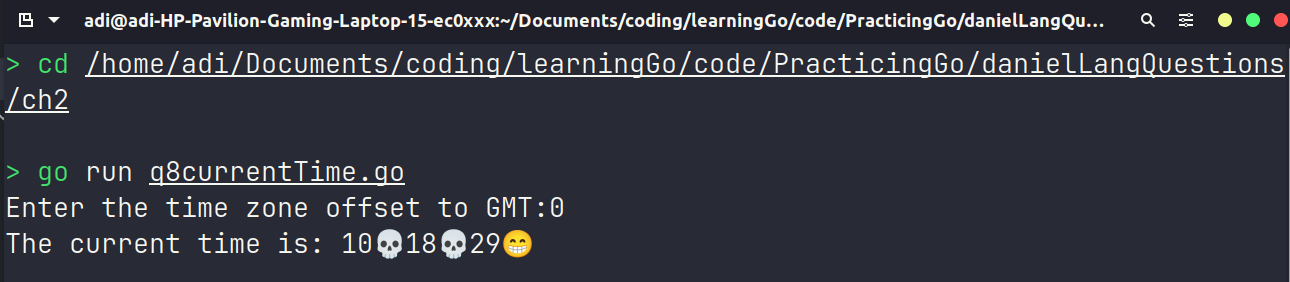 adi@adi-HP-Pavilion-Gaming-Laptop-15-ec0xxx:~/Documents/coding/learningGo/code/PracticingGo/danielLangQu...
> cd /home/adi/Documents/coding/learningGo/code/PracticingGo/danielLangQuestions
/ch2
> go run q8currentTime.go
Enter the time zone offset to GMT:0
The current time is: 10💀18💀29😁